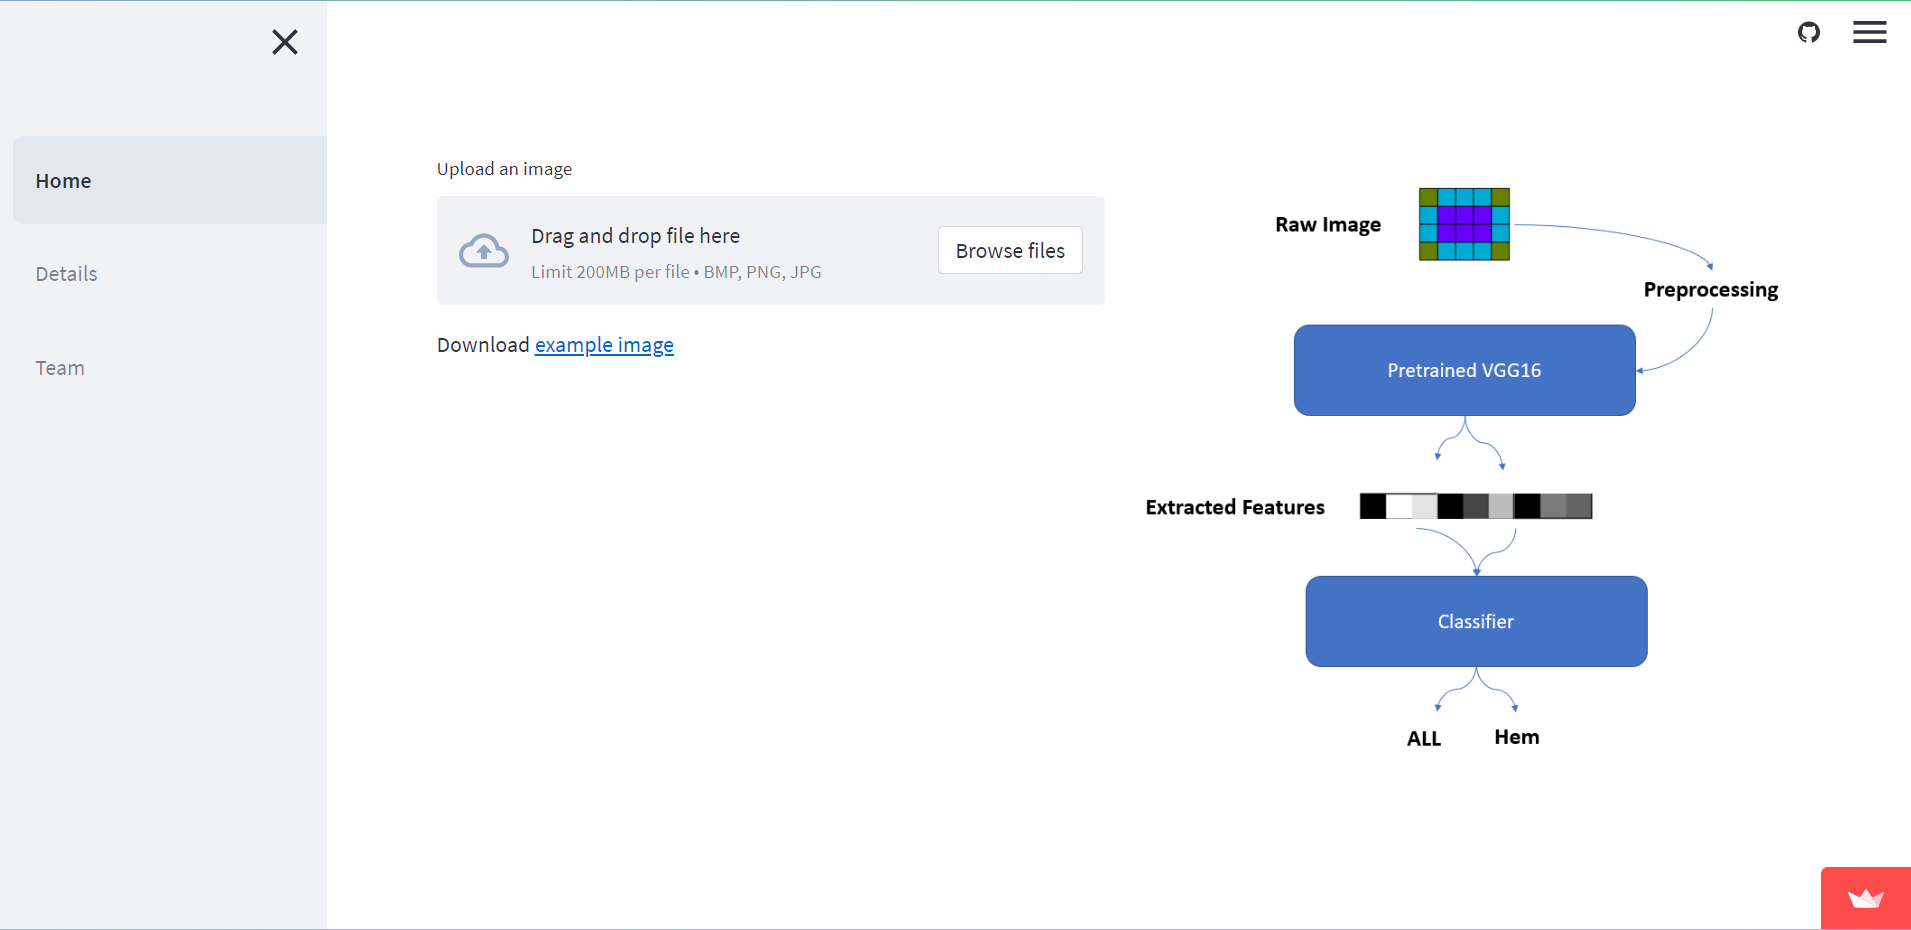 Home
Details
Team
Upload an image
Drag and drop file here
Limit 200MB per file • BMP, PNG, JPG
Browse files
Download example image
Raw Image
Preprocessing
Pretrained VGG16
Extracted Features
Classifier
ALL
Hem